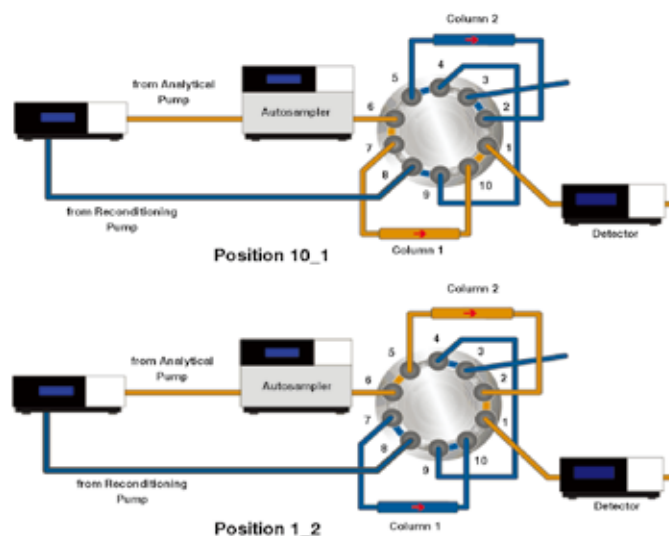 Column 2
4
5
3
from Analytical
Pump
Autosampler
6
2
7
1
8
9
10
from Reconditioning
Pump
Column 1
Detector
Position 10_1
Column 2
4
5
3
from Analytical
Pump
Autosampler
6
2
7
1
8
9
10
from Reconditioning
Pump
Column 1
Detector
Position 1_2